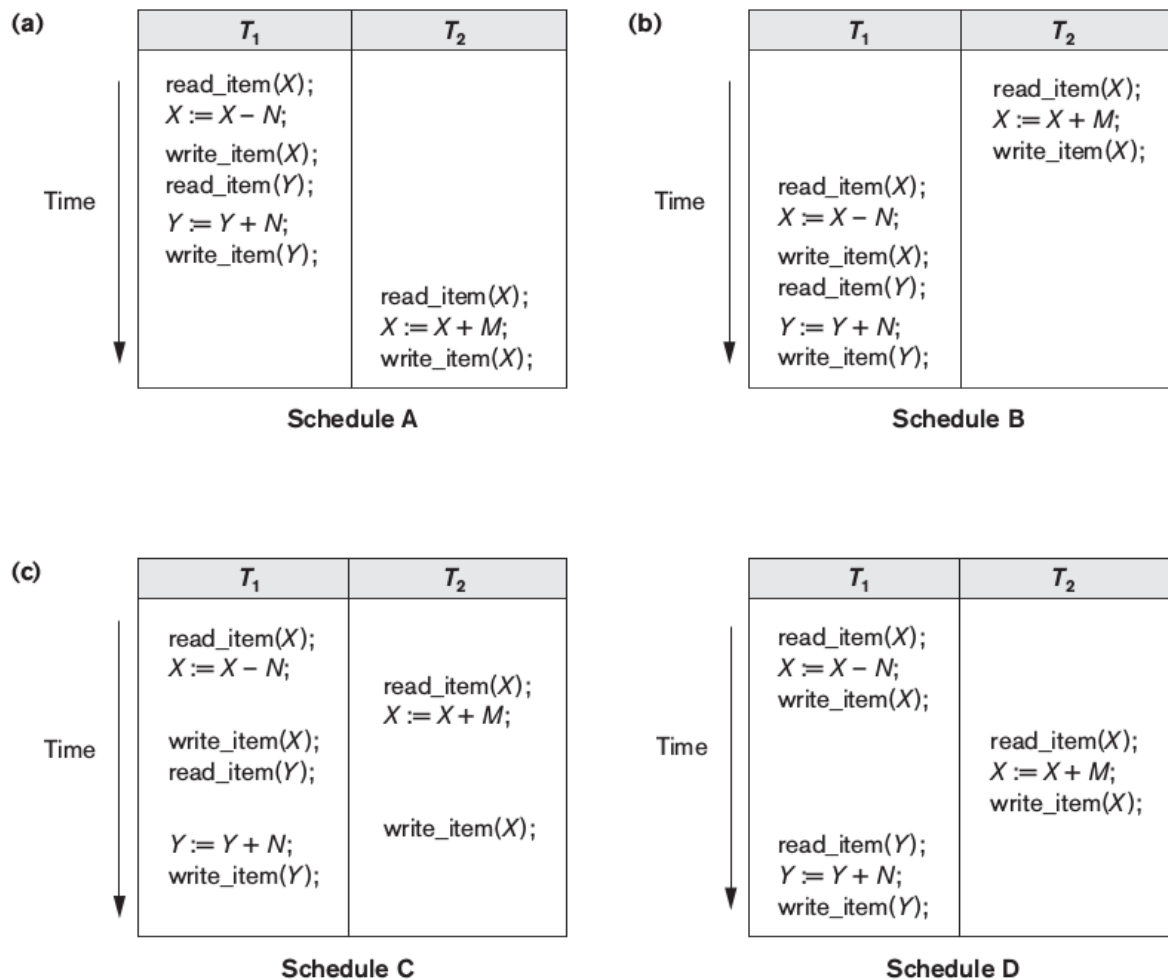 (a)
T₁ T₂
read_item(X);
X := X – N;
write_item(X);
read_item(Y);
Time
Y := Y + N;
write_item(Y);
read_item(X);
X := X + M;
write_item(X);
Schedule A
(b)
T₁ T₂
read_item(X);
X := X + M;
write_item(X);
Time
read_item(X);
X := X – N;
write_item(X);
read_item(Y);
Y := Y + N;
write_item(Y);
Schedule B
(c)
T₁ T₂
read_item(X);
X := X – N;
read_item(X);
X := X + M;
Time
write_item(X);
read_item(Y);
write_item(X);
Y := Y + N;
write_item(Y);
Schedule C
T₁ T₂
read_item(X);
X := X – N;
write_item(X);
Time
read_item(X);
X := X + M;
write_item(X);
read_item(Y);
Y := Y + N;
write_item(Y);
Schedule D